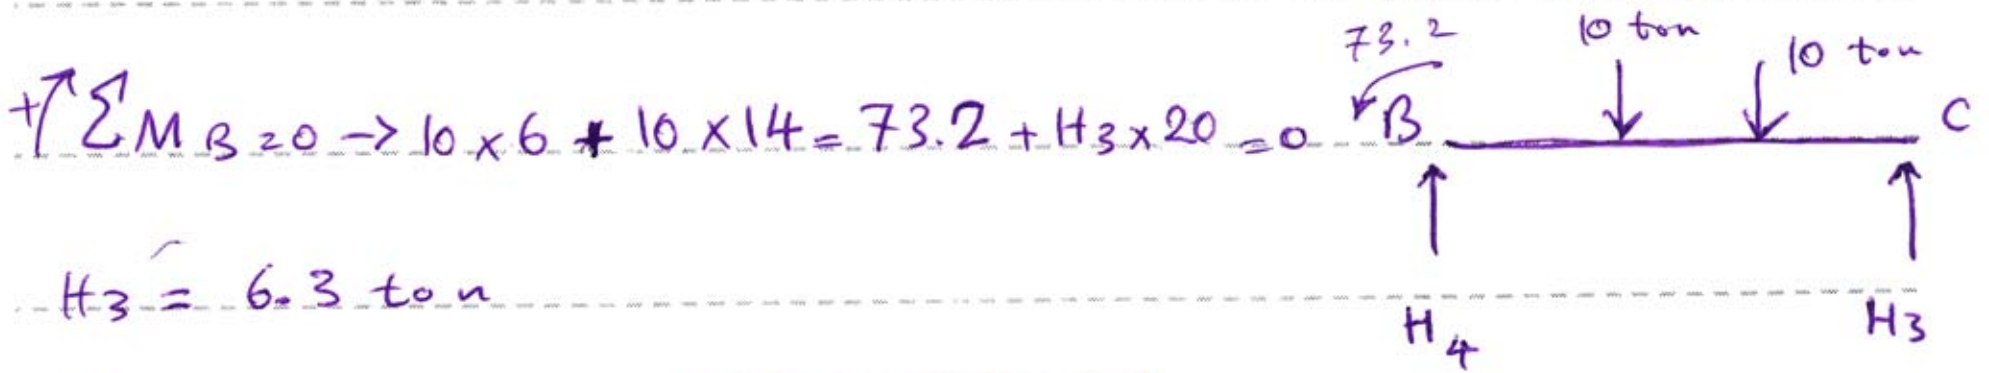 73.2 10 ton 10 ton
+ΣM B=0 → 10 x 6 + 10 x 14 = 73.2 + H3 x 20 = 0 B C
H3 = 6.3 ton
H4 H3